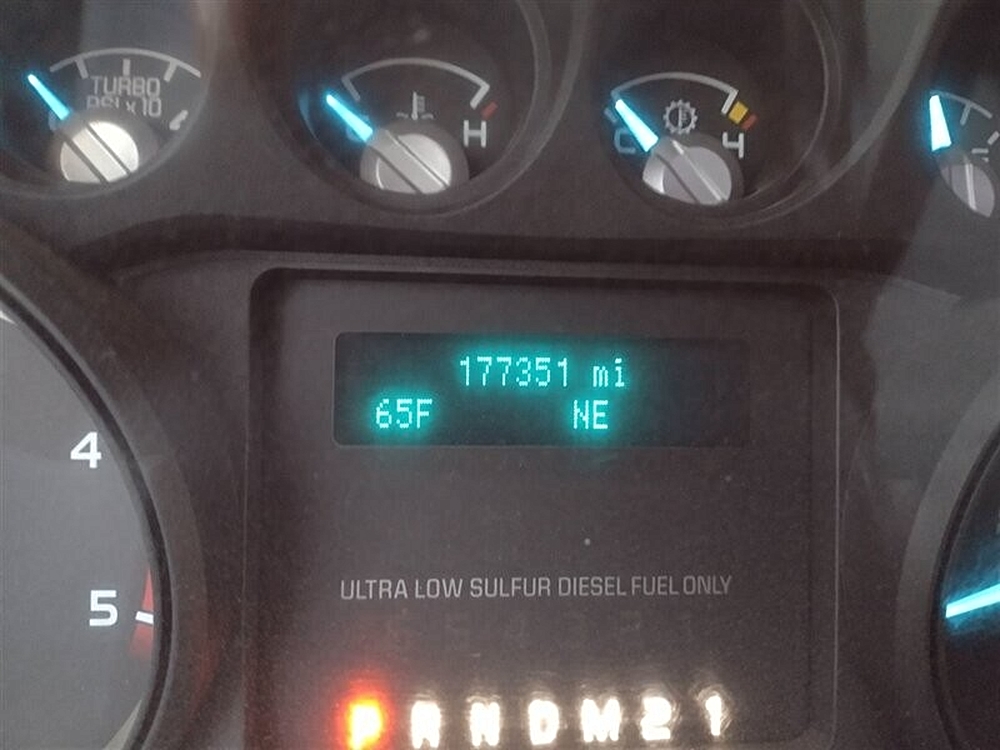 TURBO
PSI x 10
C H
C H
177351 mi
65F NE
4
5
ULTRA LOW SULFUR DIESEL FUEL ONLY
P R N D M 2 1